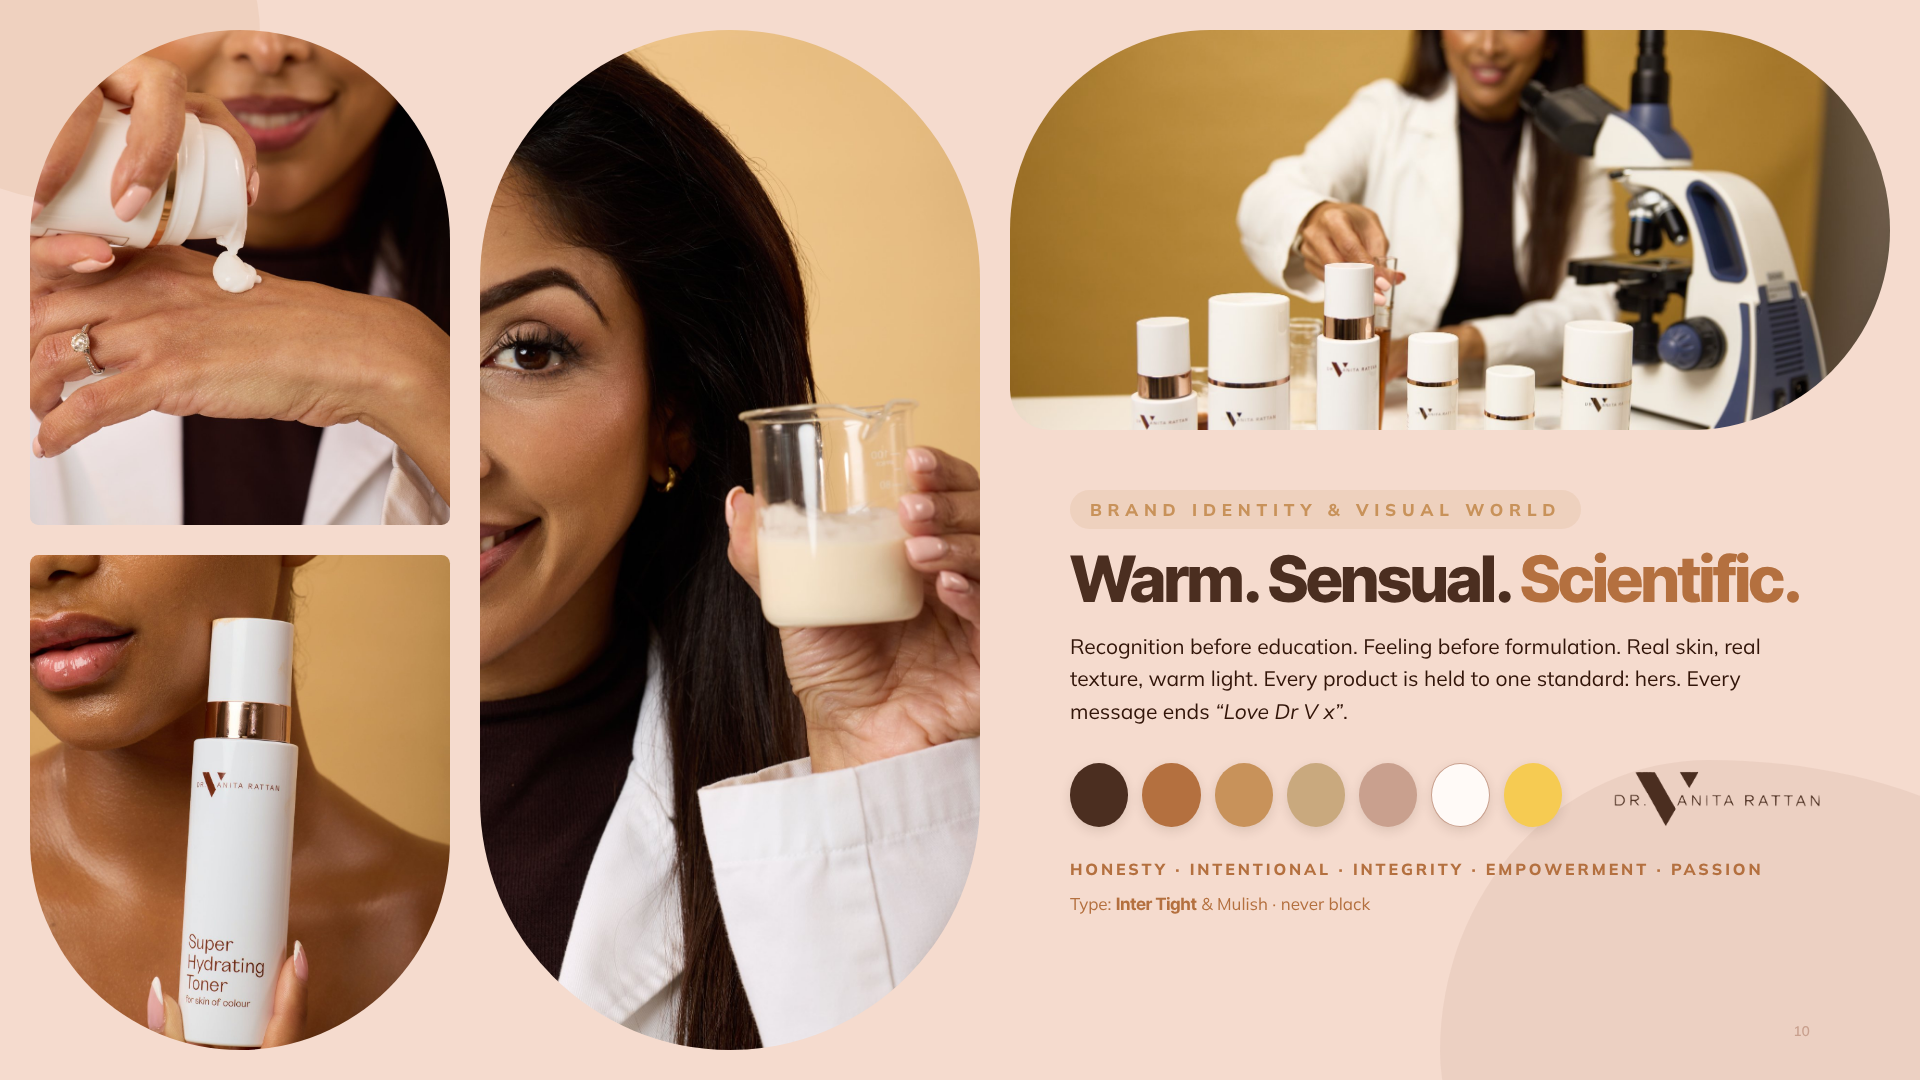 BRAND IDENTITY & VISUAL WORLD
Warm. Sensual. Scientific.
Recognition before education. Feeling before formulation. Real skin, real
texture, warm light. Every product is held to one standard: hers. Every
message ends “Love Dr V x”.
DR. VANITA RATTAN
HONESTY · INTENTIONAL · INTEGRITY · EMPOWERMENT · PASSION
Type: Inter Tight & Mulish · never black
10
DR. VANITA RATTAN
Super
Hydrating
Toner
for skin of colour
DR. VANITA RATTAN